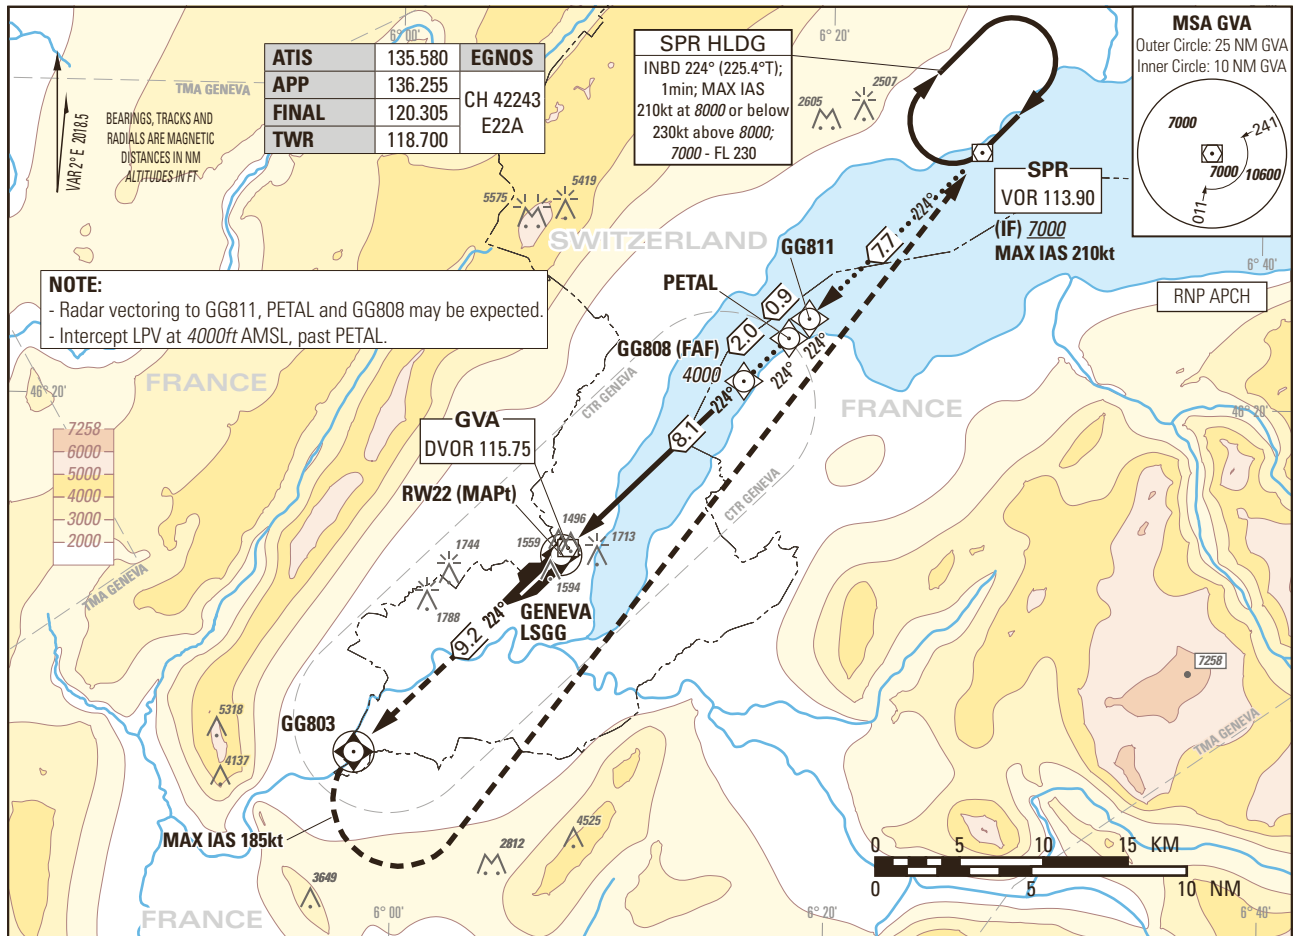 6° 00'
6° 20'
ATIS 135.580 EGNOS
APP 136.255 CH 42243
FINAL 120.305 E22A
TWR 118.700
TMA GENEVA
VAR 2° E 2018.5
BEARINGS, TRACKS AND
RADIALS ARE MAGNETIC
DISTANCES IN NM
ALTITUDES IN FT
SPR HLDG
INBD 224° (225.4°T);
1min; MAX IAS
210kt at 8000 or below
230kt above 8000;
7000 - FL 230
2605
2507
MSA GVA
Outer Circle: 25 NM GVA
Inner Circle: 10 NM GVA
7000
241
7000
10600
011
5575
5419
SWITZERLAND
SPR
VOR 113.90
(IF) 7000
MAX IAS 210kt
224°
7.7
GG811
PETAL
6° 40'
RNP APCH
NOTE:
- Radar vectoring to GG811, PETAL and GG808 may be expected.
- Intercept LPV at 4000ft AMSL, past PETAL.
0.9
2.0
224°
224°
GG808 (FAF)
4000
224°
46° 20'
FRANCE
CTR GENEVA
FRANCE
46° 20'
7258
6000
5000
4000
3000
2000
GVA
DVOR 115.75
8.1
CTR GENEVA
RW22 (MAPt)
1496
1559
1713
1744
1594
1788
TMA GENEVA
GENEVA
LSGG
224°
9.2
7258
TMA GENEVA
5318
GG803
4137
MAX IAS 185kt
4525
2812
3649
0 5 10 15 KM
0 5 10 NM
FRANCE
6° 00'
6° 20'
6° 40'